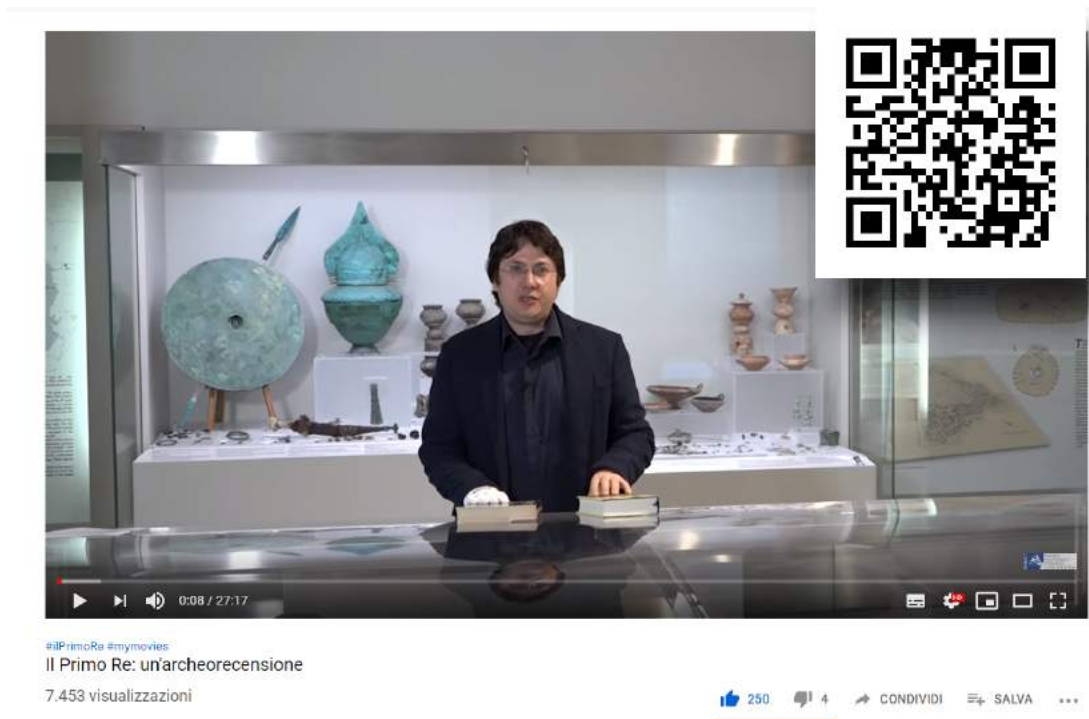 0:08 / 27:17
#ilPrimoRe #mymovies
Il Primo Re: un'archeorecensione
7.453 visualizzazioni
250
4
CONDIVIDI
SALVA